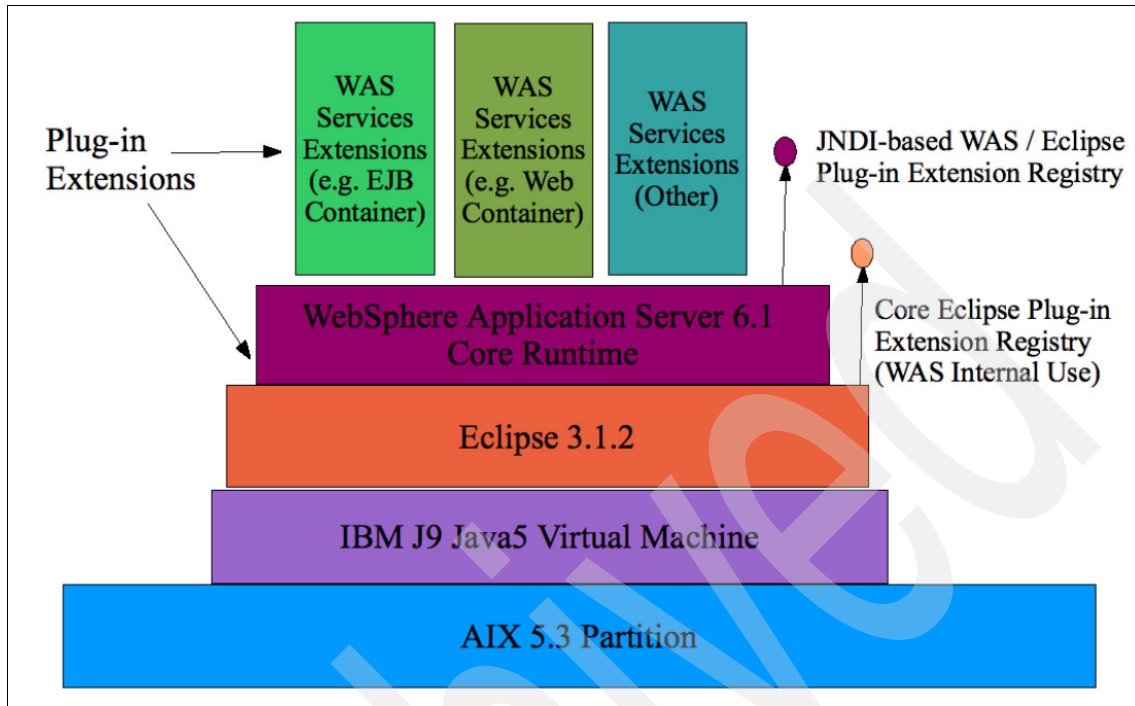 WAS
Services
Extensions
(e.g. EJB
Container)
WAS
Services
Extensions
(e.g. Web
Container)
WAS
Services
Extensions
(Other)
Plug-in
Extensions
JNDI-based WAS / Eclipse
Plug-in Extension Registry
WebSphere Application Server 6.1
Core Runtime
Core Eclipse Plug-in
Extension Registry
(WAS Internal Use)
Eclipse 3.1.2
IBM J9 Java5 Virtual Machine
AIX 5.3 Partition